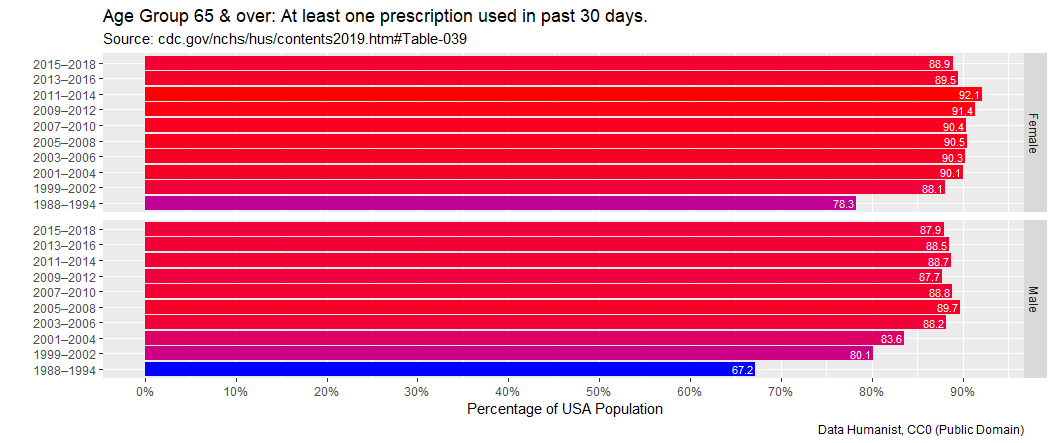 Age Group 65 & over: At least one prescription used in past 30 days.
Source: cdc.gov/nchs/hus/contents2019.htm#Table-039
2015–2018 88.9
2013–2016 89.5
2011–2014 92.1
2009–2012 91.4
2007–2010 90.4
2005–2008 90.5
2003–2006 90.3
2001–2004 90.1
1999–2002 88.1
1988–1994 78.3
Female
2015–2018 87.9
2013–2016 88.5
2011–2014 88.7
2009–2012 87.7
2007–2010 88.8
2005–2008 89.7
2003–2006 88.2
2001–2004 83.6
1999–2002 80.1
1988–1994 67.2
Male
0% 10% 20% 30% 40% 50% 60% 70% 80% 90%
Percentage of USA Population
Data Humanist, CC0 (Public Domain)